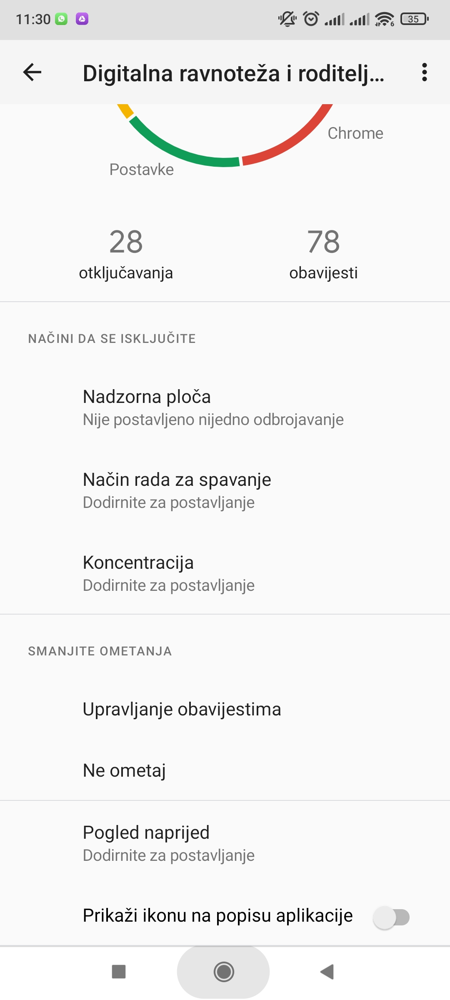 11:30
6
35
Digitalna ravnoteža i roditelj...
Chrome
Postavke
28
otključavanja
78
obavijesti
NAČINI DA SE ISKLJUČITE
Nadzorna ploča
Nije postavljeno nijedno odbrojavanje
Način rada za spavanje
Dodirnite za postavljanje
Koncentracija
Dodirnite za postavljanje
SMANJITE OMETANJA
Upravljanje obavijestima
Ne ometaj
Pogled naprijed
Dodirnite za postavljanje
Prikaži ikonu na popisu aplikacije